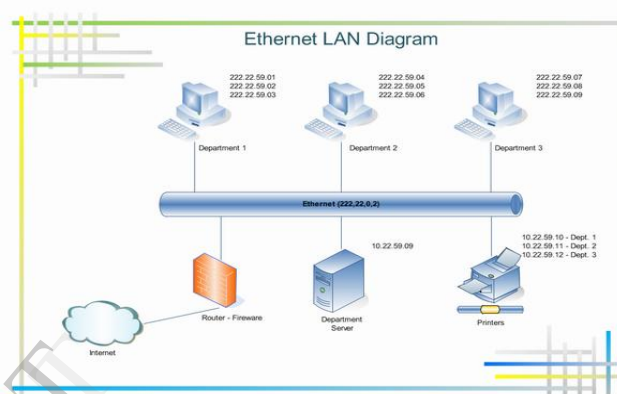 Ethernet LAN Diagram
222.22.59.01
222.22.59.02
222.22.59.03
222.22.59.04
222.22.59.05
222.22.59.06
222.22.59.07
222.22.59.08
222.22.59.09
Department 1
Department 2
Department 3
Ethernet (222,22,0,2)
10.22.59.09
10.22.59.10 - Dept. 1
10.22.59.11 - Dept. 2
10.22.59.12 - Dept. 3
Router - Fireware
Department
Server
Printers
Internet